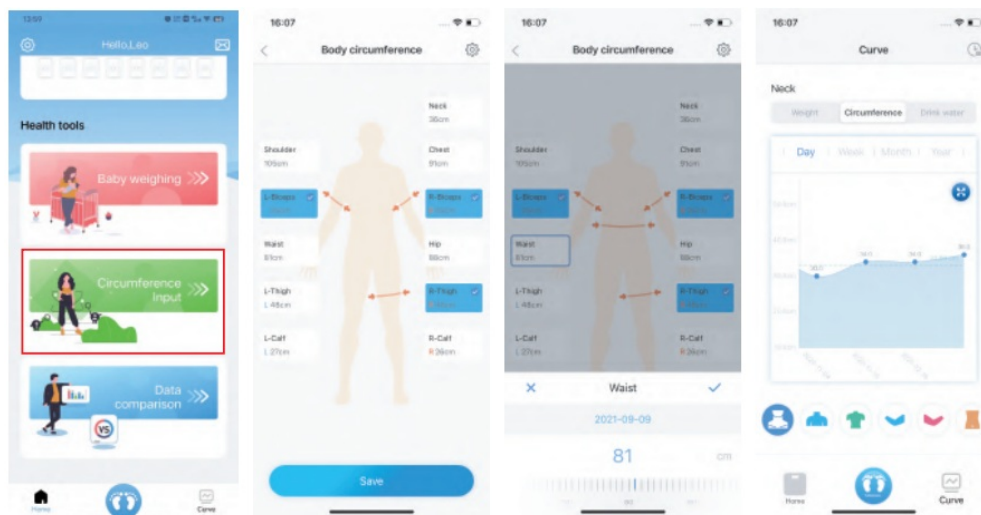 Hello,Leo
Health tools
Baby weighing >>>
Circumference
Input >>>
Data
comparison >>>
VS
Home
Curve
16:07
Body circumference
Neck
36cm
Shoulder
105cm
Chest
91cm
L-Biceps
R-Biceps
Waist
81cm
Hip
88cm
L-Thigh
L 48cm
R-Thigh
L-Calf
L 27cm
R-Calf
R 26cm
Save
16:07
Body circumference
Neck
36cm
Shoulder
105cm
Chest
91cm
L-Biceps
R-Biceps
Waist
81cm
Hip
88cm
L-Thigh
L 48cm
R-Thigh
L-Calf
L 27cm
R-Calf
R 26cm
Waist
2021-09-09
81
cm
80
16:07
Curve
Neck
Weight Circumference Drink water
Day Week Month Year
Home
Curve